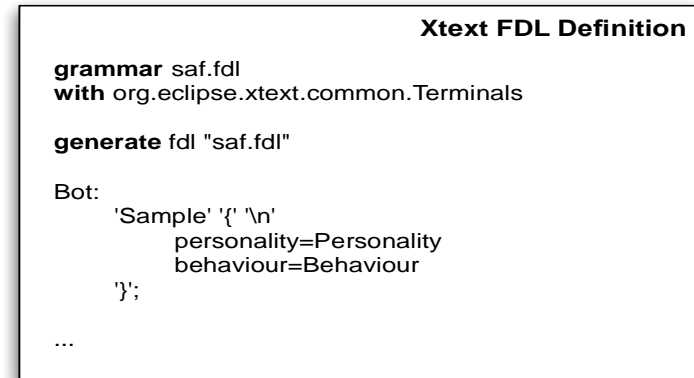 Xtext FDL Definition
grammar saf.fdl
with org.eclipse.xtext.common.Terminals
generate fdl "saf.fdl"
Bot:
'Sample' '{' '\n'
personality=Personality
behaviour=Behaviour
'}';
...